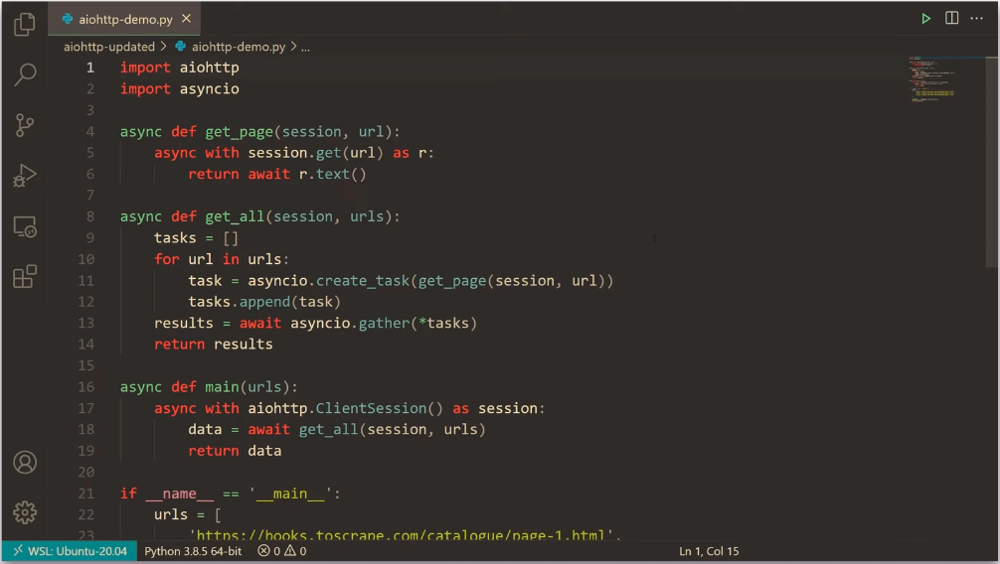 aiohttp-demo.py
aiohttp-updated > aiohttp-demo.py > ...
1 import aiohttp
2 import asyncio
3
4 async def get_page(session, url):
5 async with session.get(url) as r:
6 return await r.text()
7
8 async def get_all(session, urls):
9 tasks = []
10 for url in urls:
11 task = asyncio.create_task(get_page(session, url))
12 tasks.append(task)
13 results = await asyncio.gather(*tasks)
14 return results
15
16 async def main(urls):
17 async with aiohttp.ClientSession() as session:
18 data = await get_all(session, urls)
19 return data
20
21 if __name__ == '__main__':
22 urls = [
23 'https://books.toscrape.com/catalogue/page-1.html',
WSL: Ubuntu-20.04 Python 3.8.5 64-bit 0 0 Ln 1, Col 15